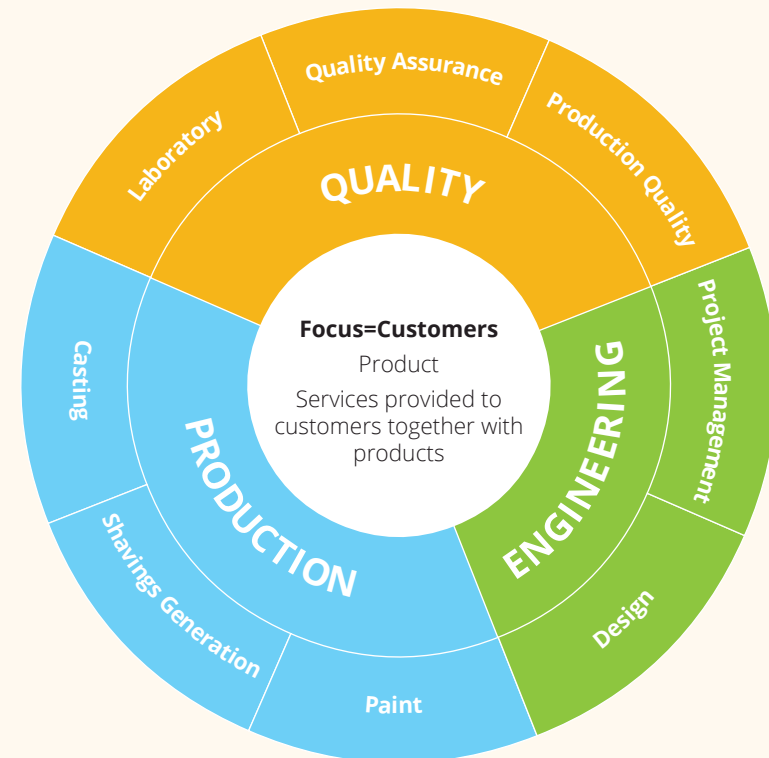 Quality Assurance
Laboratory
Production Quality
QUALITY
Project Management
Focus=Customers
Product
Services provided to
customers together with
products
Casting
ENGINEERING
PRODUCTION
Shavings Generation
Design
Paint